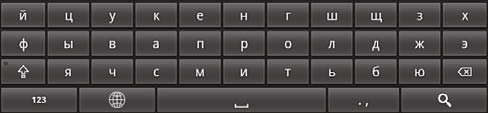 й ц у к е н г ш щ з х
ф ы в а п р о л д ж э
я ч с м и т ь б ю
123 . ,